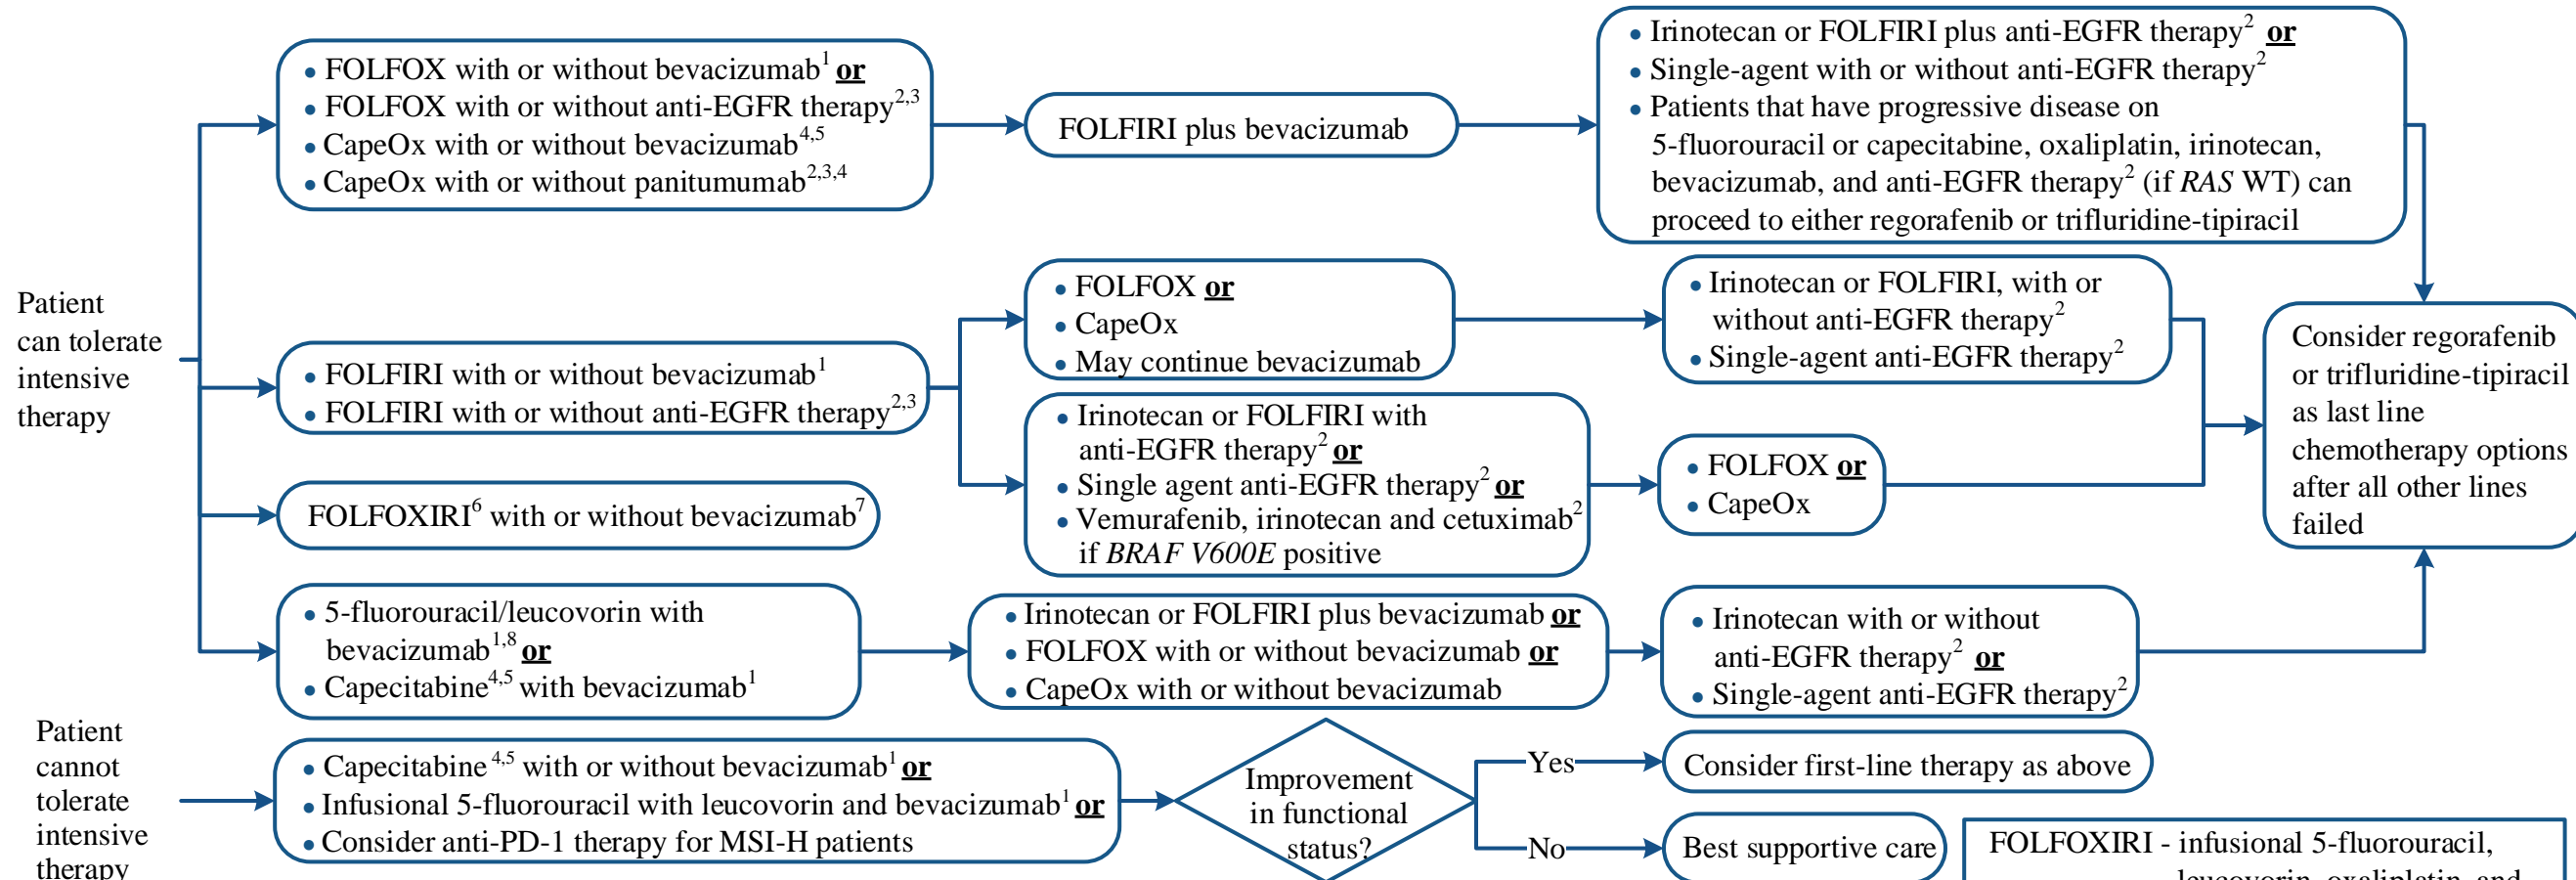 Patient
can tolerate
intensive
therapy
• FOLFOX with or without bevacizumab1 or
• FOLFOX with or without anti-EGFR therapy2,3
• CapeOx with or without bevacizumab4,5
• CapeOx with or without panitumumab2,3,4
FOLFIRI plus bevacizumab
• Irinotecan or FOLFIRI plus anti-EGFR therapy2 or
• Single-agent with or without anti-EGFR therapy2
• Patients that have progressive disease on
5-fluorouracil or capecitabine, oxaliplatin, irinotecan,
bevacizumab, and anti-EGFR therapy2 (if RAS WT) can
proceed to either regorafenib or trifluridine-tipiracil
• FOLFIRI with or without bevacizumab1
• FOLFIRI with or without anti-EGFR therapy2,3
• FOLFOX or
• CapeOx
• May continue bevacizumab
• Irinotecan or FOLFIRI, with or
without anti-EGFR therapy2
• Single-agent anti-EGFR therapy2
• Irinotecan or FOLFIRI with
anti-EGFR therapy2 or
• Single agent anti-EGFR therapy2 or
• Vemurafenib, irinotecan and cetuximab2
if BRAF V600E positive
• FOLFOX or
• CapeOx
Consider regorafenib
or trifluridine-tipiracil
as last line
chemotherapy options
after all other lines
failed
FOLFOXIRI6 with or without bevacizumab7
• 5-fluorouracil/leucovorin with
bevacizumab1,8 or
• Capecitabine4,5 with bevacizumab1
• Irinotecan or FOLFIRI plus bevacizumab or
• FOLFOX with or without bevacizumab or
• CapeOx with or without bevacizumab
• Irinotecan with or without
anti-EGFR therapy2 or
• Single-agent anti-EGFR therapy2
Patient
cannot
tolerate
intensive
therapy
• Capecitabine4,5 with or without bevacizumab1 or
• Infusional 5-fluorouracil with leucovorin and bevacizumab1 or
• Consider anti-PD-1 therapy for MSI-H patients
Improvement
in functional
status?
Yes
Consider first-line therapy as above
No
Best supportive care
FOLFOXIRI - infusional 5-fluorouracil,
leucovorin, oxaliplatin, and